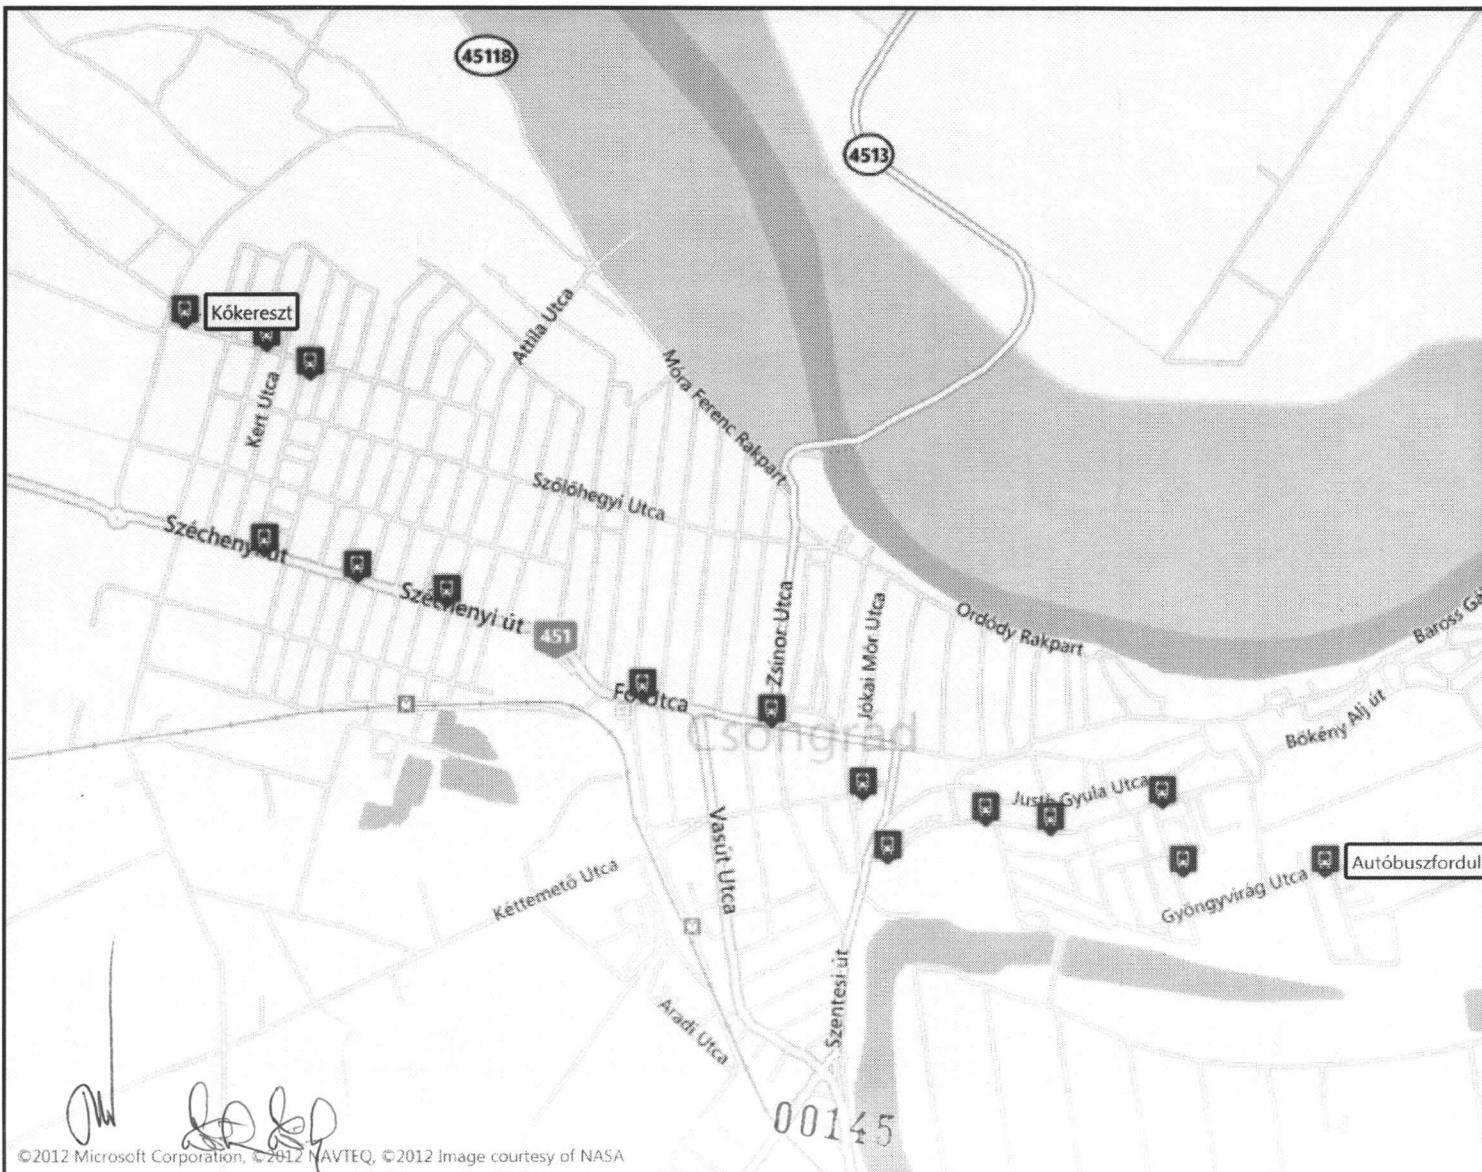 45118
4513
Kőkereszt
Attila Utca
Móra Ferenc Rakpart
Kert Utca
Szőlőhegyi Utca
Széchenyi út
Széchenyi út
451
Zsinor Utca
Jókai Mór Utca
Ordódy Rakpart
Baross
Fő Utca
Csongrád
Bökény Alj út
Justh Gyula Utca
Vasút Utca
Kéttemető Utca
Autóbuszfordul
Gyöngyvirág Utca
Szentesi út
Aradi Utca
00145
©2012 Microsoft Corporation, ©2012 NAVTEQ, ©2012 Image courtesy of NASA